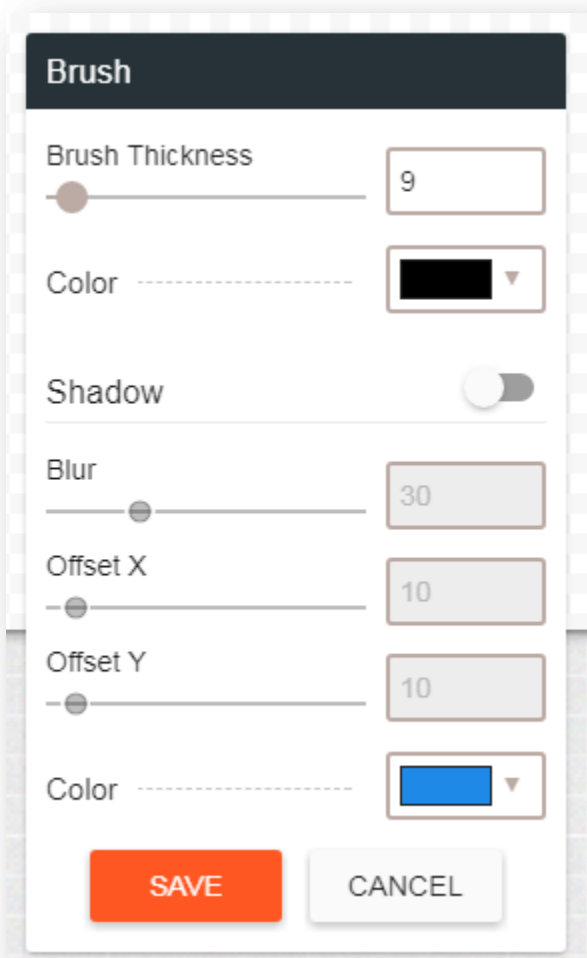 Brush
Brush Thickness
9
Color
Shadow
Blur
30
Offset X
10
Offset Y
10
Color
SAVE CANCEL